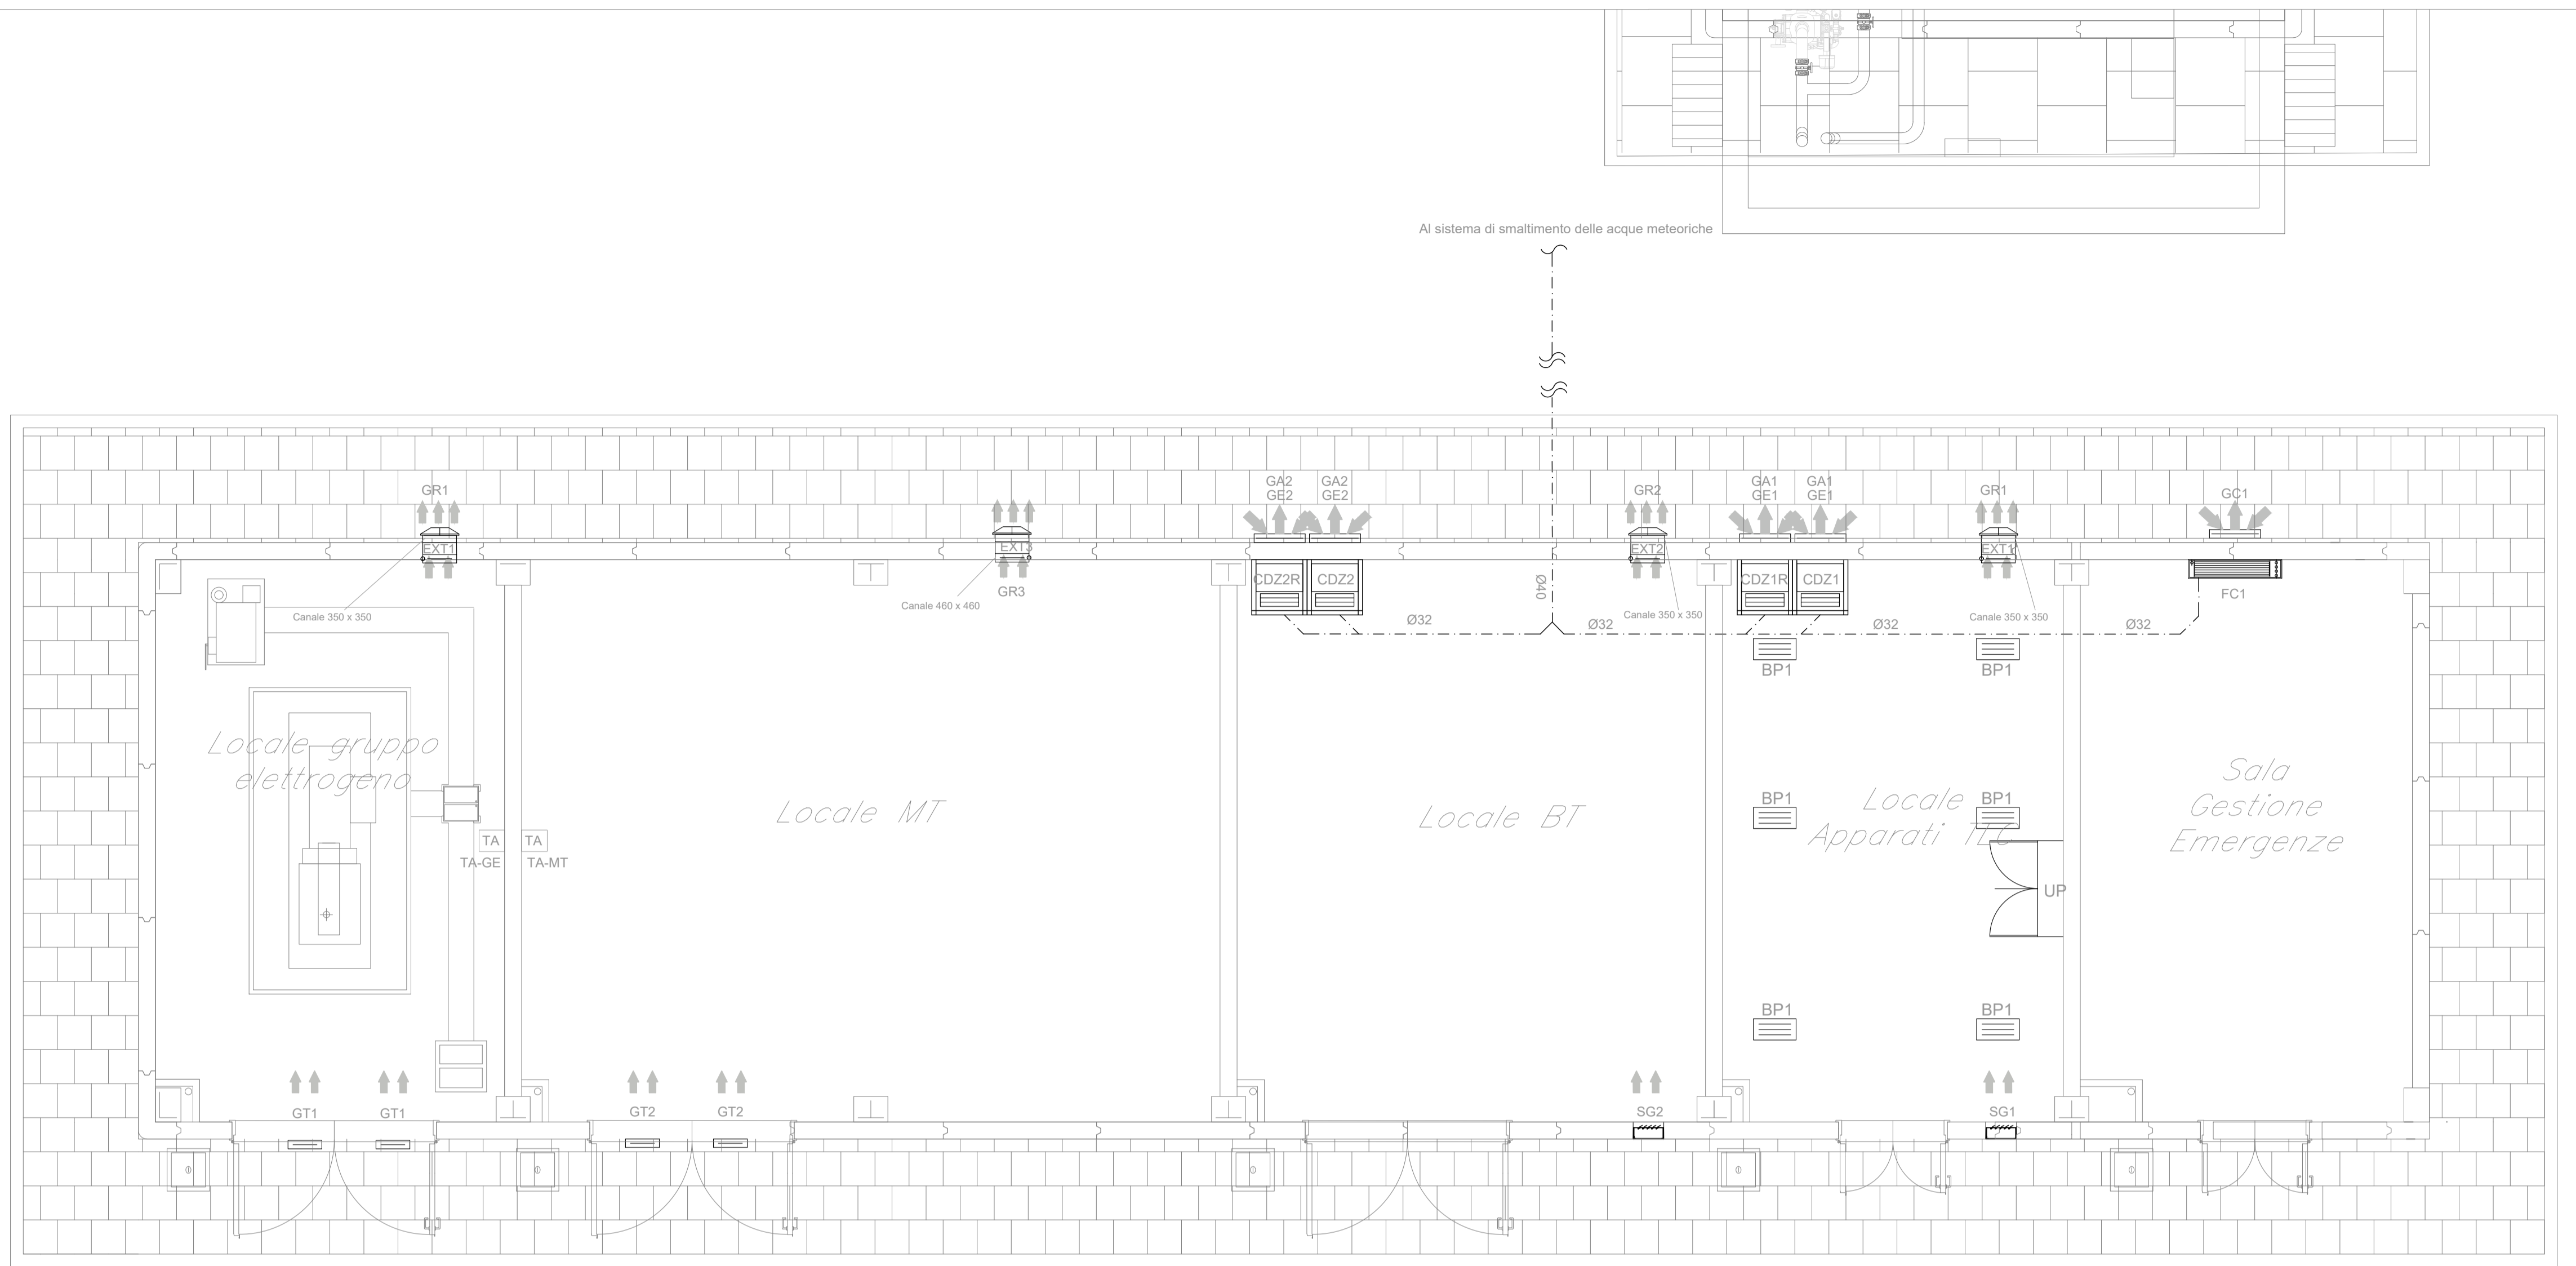 Al sistema di smaltimento delle acque meteoriche
GR1
GA2
GE2
GA2
GE2
GR2
GA1
GE1
GA1
GE1
GR1
GC1
EXT1
EXT3
EXT2
EXT1
CDZ2R
CDZ2
CDZ1R
CDZ1
Ø40
GR3
FC1
Canale 350 x 350
Canale 460 x 460
Canale 350 x 350
Canale 350 x 350
Ø32
Ø32
Ø32
Ø32
BP1
BP1
Locale gruppo
elettrogeno
Locale MT
Locale BT
BP1
BP1
Locale
Apparati TLC
Sala
Gestione
Emergenze
TA
TA
TA-GE
TA-MT
UP
BP1
BP1
GT1
GT1
GT2
GT2
SG2
SG1